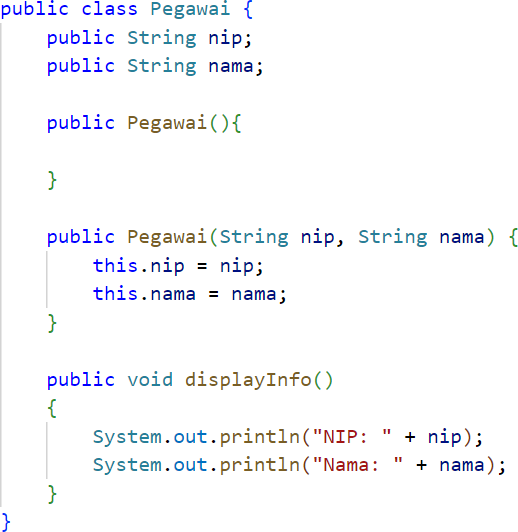 public class Pegawai {
    public String nip;
    public String nama;

    public Pegawai(){

    }

    public Pegawai(String nip, String nama) {
        this.nip = nip;
        this.nama = nama;
    }

    public void displayInfo()
    {
        System.out.println("NIP: " + nip);
        System.out.println("Nama: " + nama);
    }
}